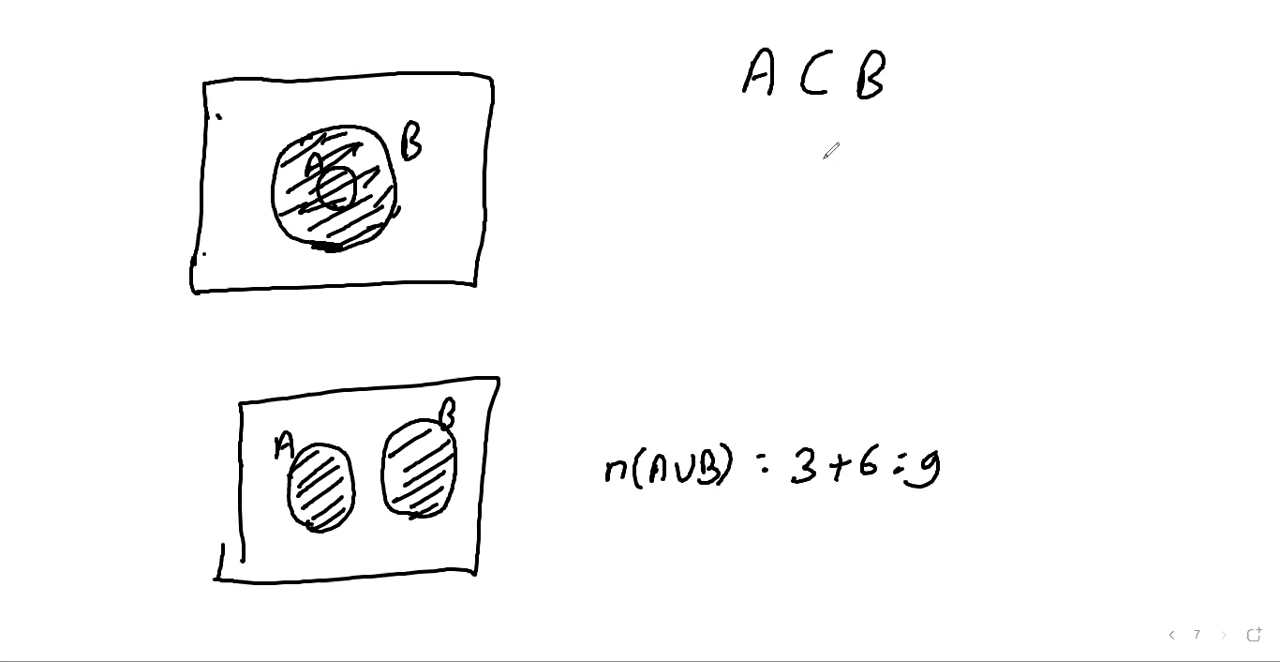 A ⊂ B
B
A
B
A
n(A∪B) = 3+6=9
7